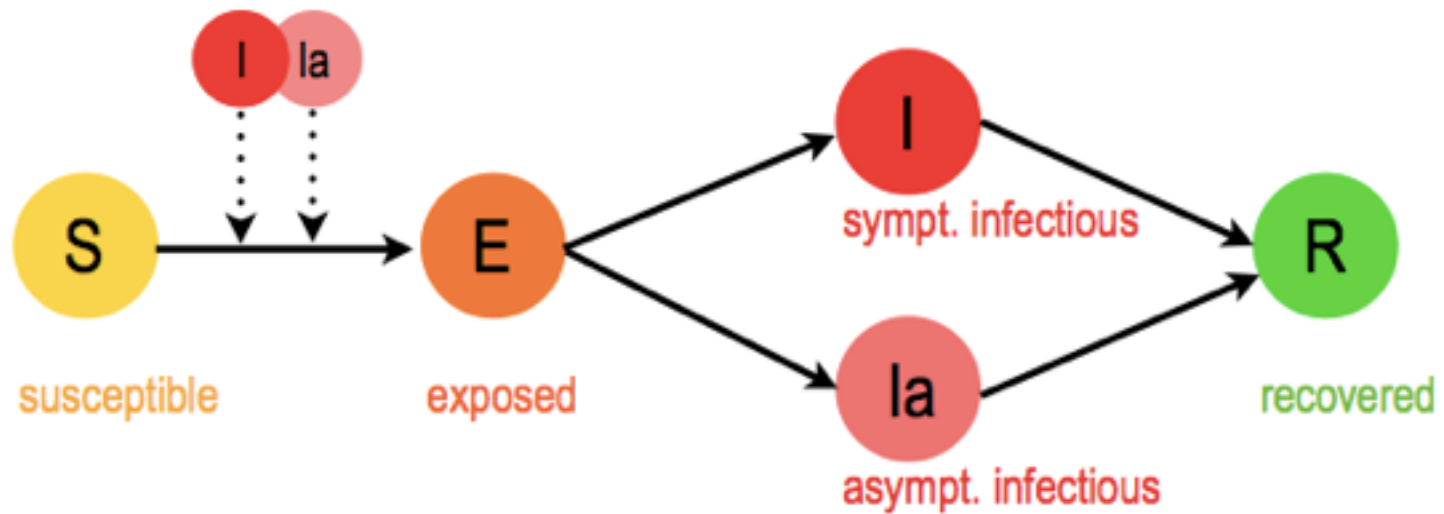 I Ia
S
susceptible
E
exposed
I
sympt. infectious
Ia
asympt. infectious
R
recovered